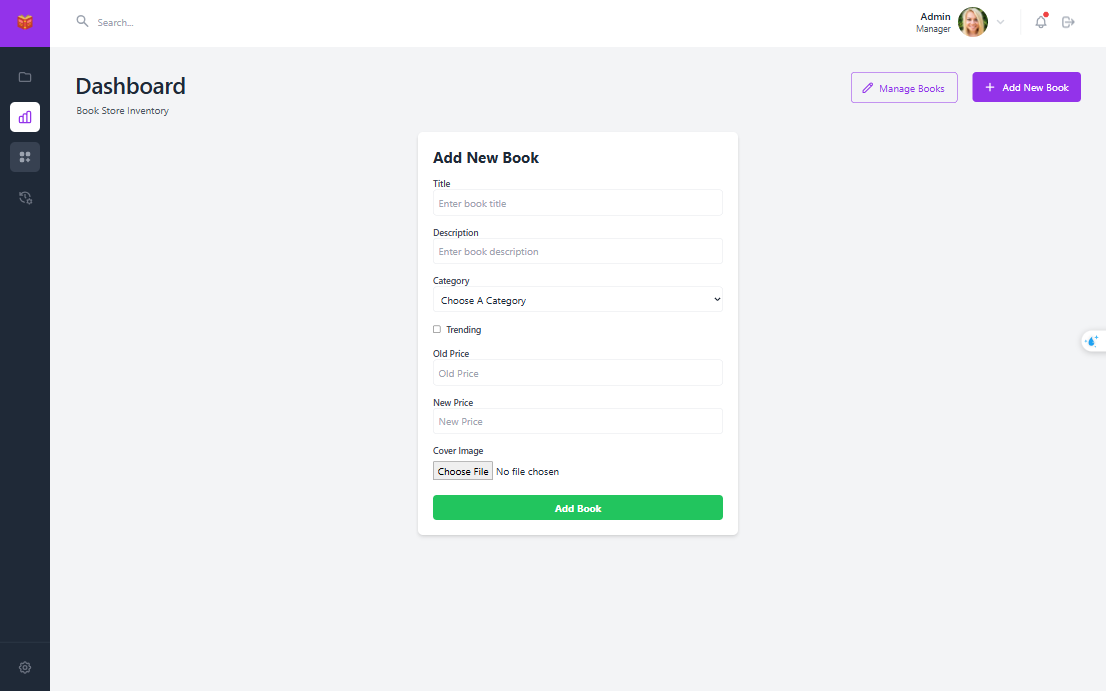 Search...
Admin
Manager
Dashboard
Book Store Inventory
Manage Books
Add New Book
Add New Book
Title
Enter book title
Description
Enter book description
Category
Choose A Category
Trending
Old Price
Old Price
New Price
New Price
Cover Image
Choose File No file chosen
Add Book